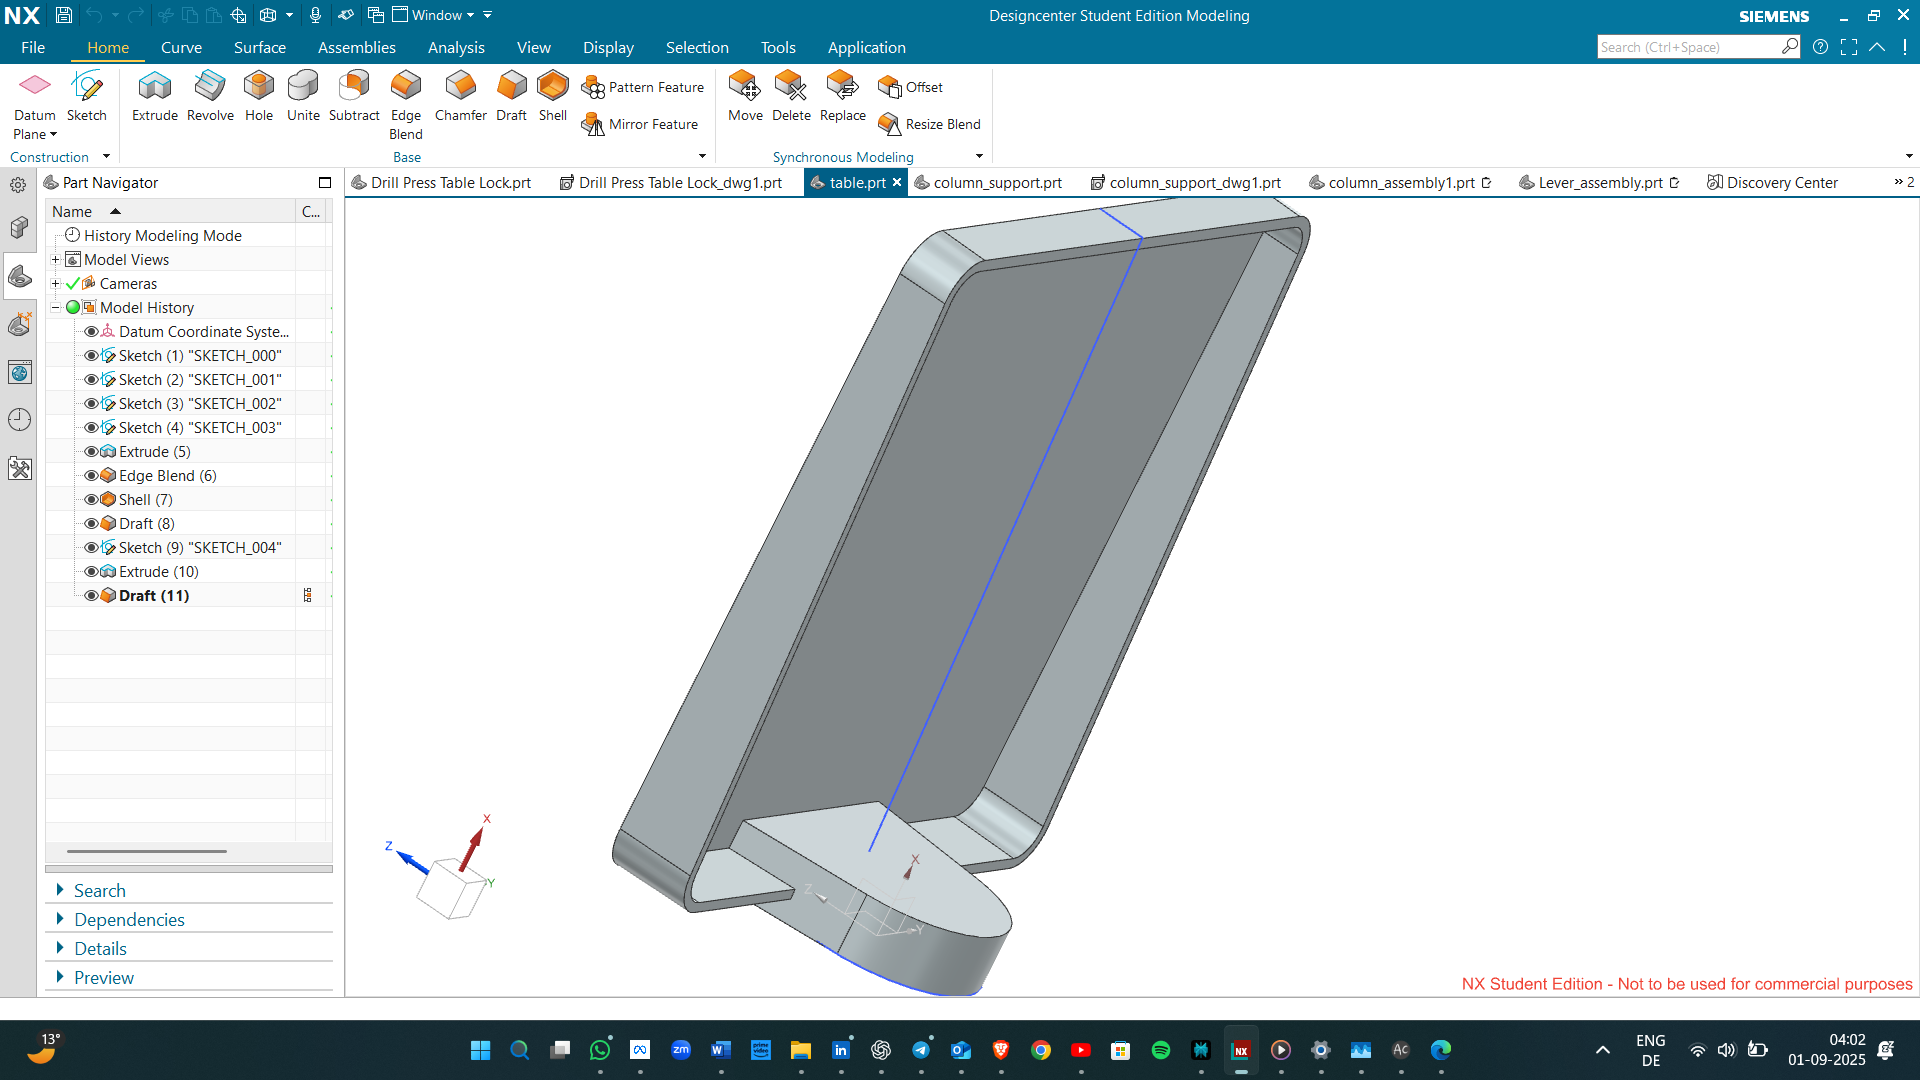 NX Window Designcenter Student Edition Modeling SIEMENS
File Home Curve Surface Assemblies Analysis View Display Selection Tools Application Search (Ctrl+Space)
Datum Plane Sketch Extrude Revolve Hole Unite Subtract Edge Blend Chamfer Draft Shell Pattern Feature Mirror Feature Move Delete Replace Offset Resize Blend
Construction Base Synchronous Modeling
Part Navigator Drill Press Table Lock.prt Drill Press Table Lock_dwg1.prt table.prt column_support.prt column_support_dwg1.prt column_assembly1.prt Lever_assembly.prt Discovery Center 2
Name C...
History Modeling Mode
Model Views
Cameras
Model History
Datum Coordinate Syste...
Sketch (1) "SKETCH_000"
Sketch (2) "SKETCH_001"
Sketch (3) "SKETCH_002"
Sketch (4) "SKETCH_003"
Extrude (5)
Edge Blend (6)
Shell (7)
Draft (8)
Sketch (9) "SKETCH_004"
Extrude (10)
Draft (11)
Search
Dependencies
Details
Preview
X
Z
Y
X
Z
Y
NX Student Edition - Not to be used for commercial purposes
13°
zm
prime video
in
NX
Ac
ENG
DE
04:02
01-09-2025